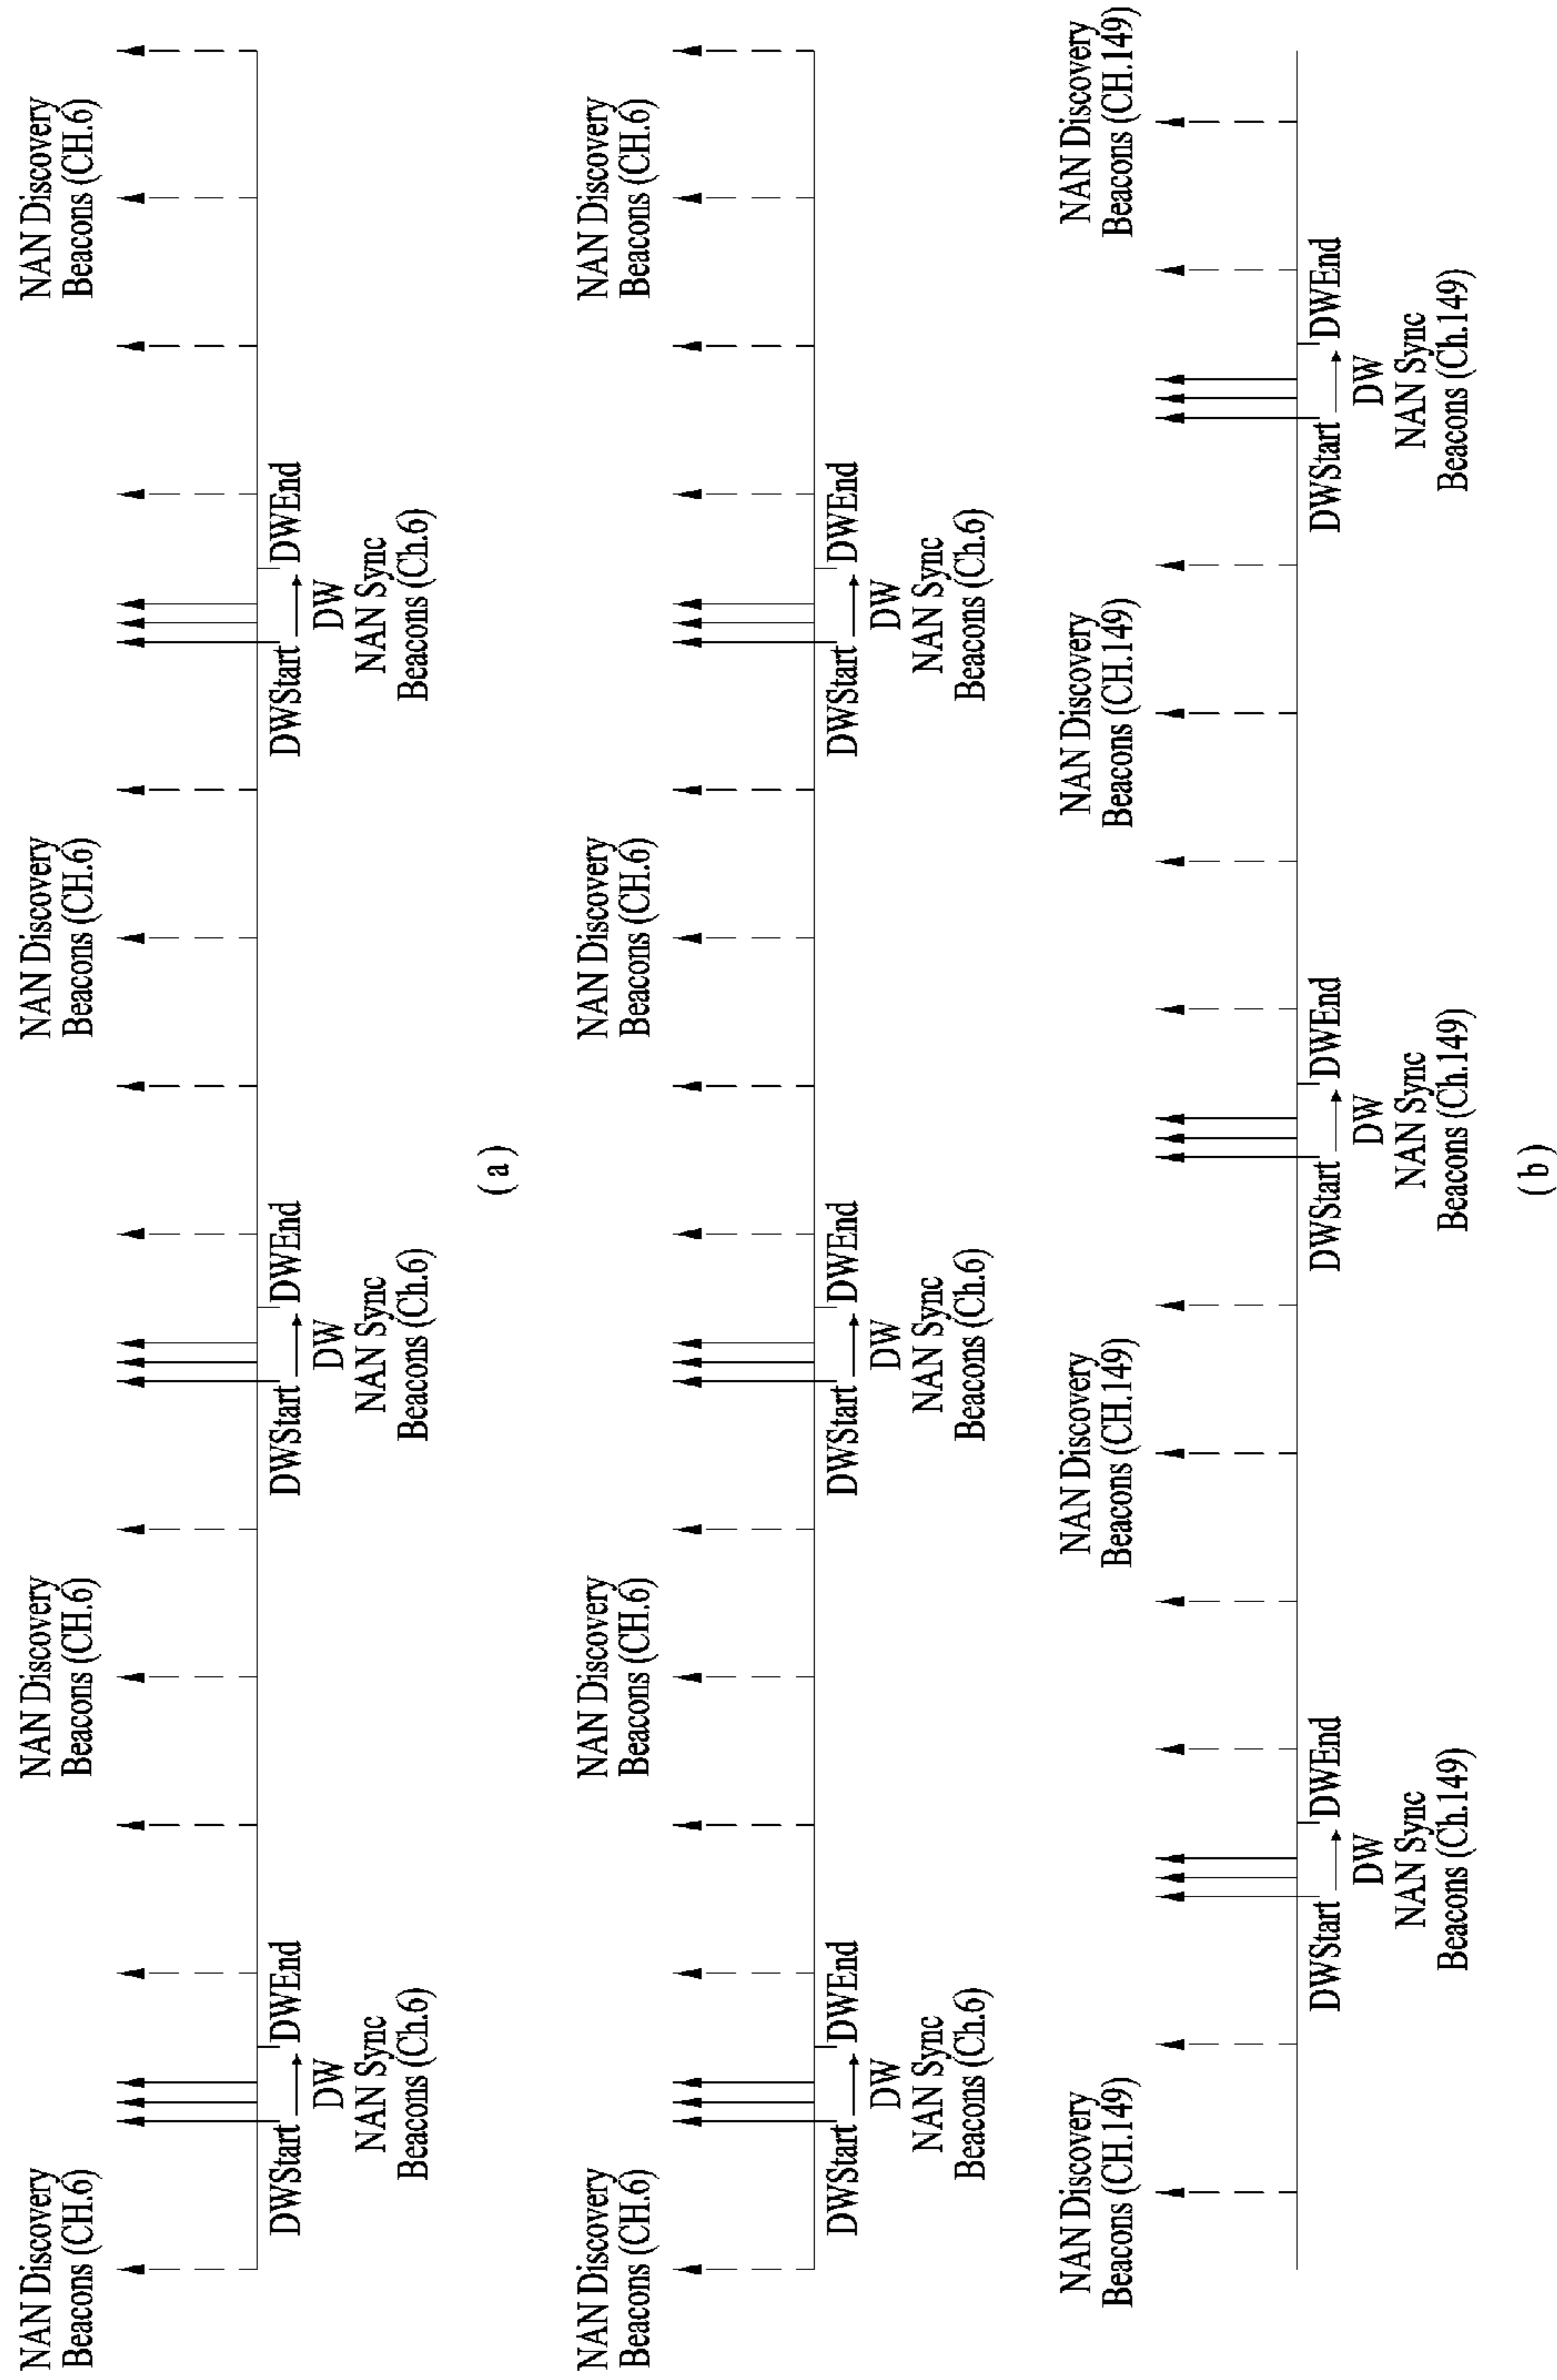 NAN Discovery
Beacons (CH.6)
NAN Discovery
Beacons (CH.6)
NAN Discovery
Beacons (CH.6)
NAN Discovery
Beacons (CH.6)
DWStart
DWEnd
DW
NAN Sync
Beacons (Ch.6)
DWStart
DWEnd
DW
NAN Sync
Beacons (Ch.6)
DWStart
DWEnd
DW
NAN Sync
Beacons (Ch.6)
( a )
NAN Discovery
Beacons (CH.6)
NAN Discovery
Beacons (CH.6)
NAN Discovery
Beacons (CH.6)
NAN Discovery
Beacons (CH.6)
DWStart
DWEnd
DW
NAN Sync
Beacons (Ch.6)
DWStart
DWEnd
DW
NAN Sync
Beacons (Ch.6)
DWStart
DWEnd
DW
NAN Sync
Beacons (Ch.6)
NAN Discovery
Beacons (CH.149)
NAN Discovery
Beacons (CH.149)
NAN Discovery
Beacons (CH.149)
NAN Discovery
Beacons (CH.149)
DWStart
DWEnd
DW
NAN Sync
Beacons (Ch.149)
DWStart
DWEnd
DW
NAN Sync
Beacons (Ch.149)
DWStart
DWEnd
DW
NAN Sync
Beacons (Ch.149)
( b )